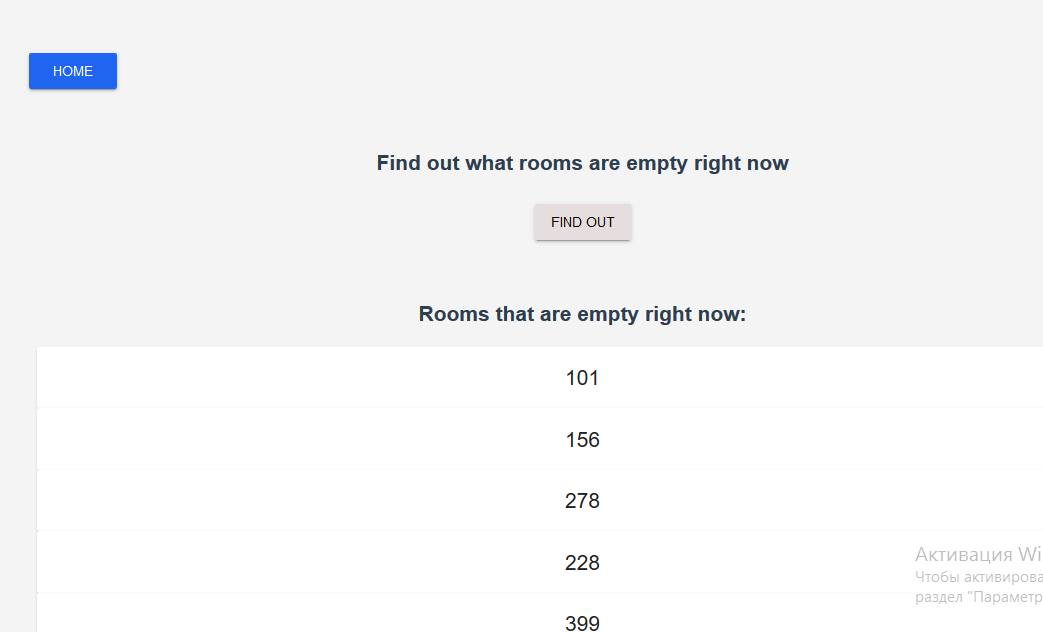 HOME
Find out what rooms are empty right now
FIND OUT
Rooms that are empty right now:
101
156
278
228
399
Активация Wi
Чтобы активирова
раздел "Параметр